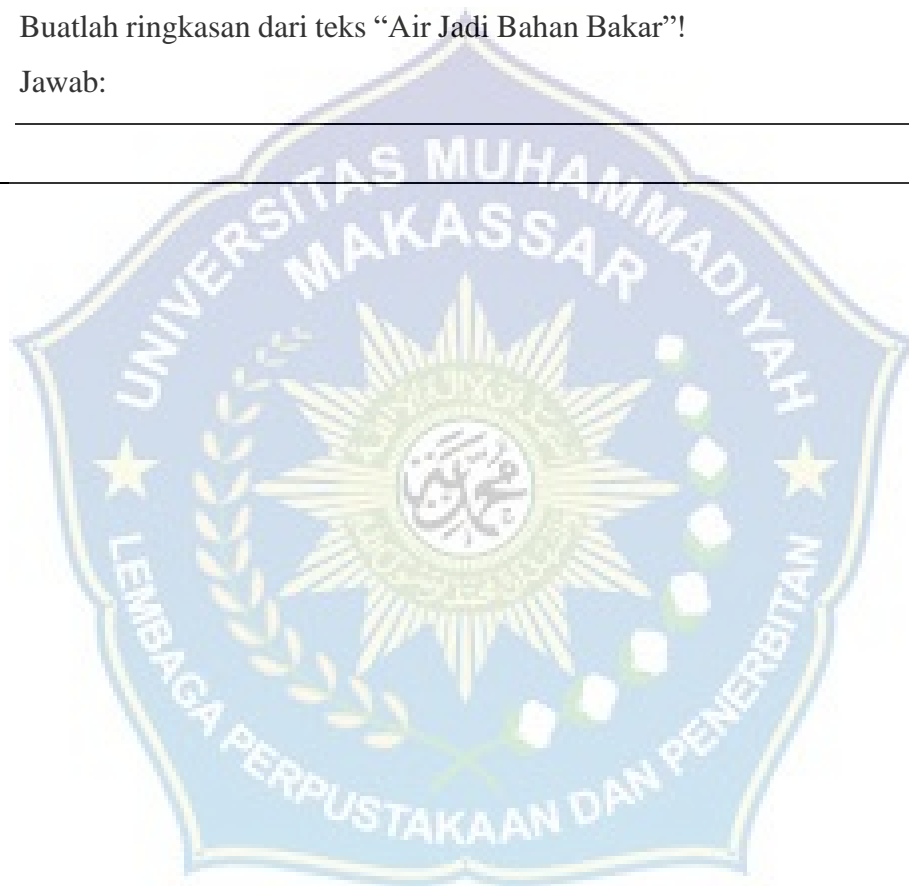 Buatlah ringkasan dari teks “Air Jadi Bahan Bakar”!
Jawab:
UNIVERSITAS MUHAMMADIYAH
MAKASSAR
LEMBAGA PERPUSTAKAAN DAN PENERBITAN